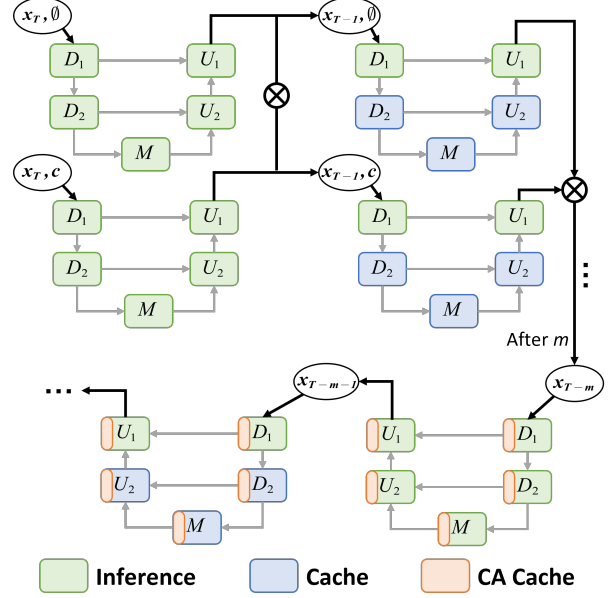 x_T, ∅
x_{T-1}, ∅
D_1 U_1 D_1 U_1
D_2 U_2 D_2 U_2
M M
x_T, c
x_{T-1}, c
D_1 U_1 D_1 U_1
D_2 U_2 D_2 U_2
M M
...
After m
... x_{T-m-1} x_{T-m}
U_1 D_1 U_1 D_1
U_2 D_2 U_2 D_2
M M
Inference Cache CA Cache